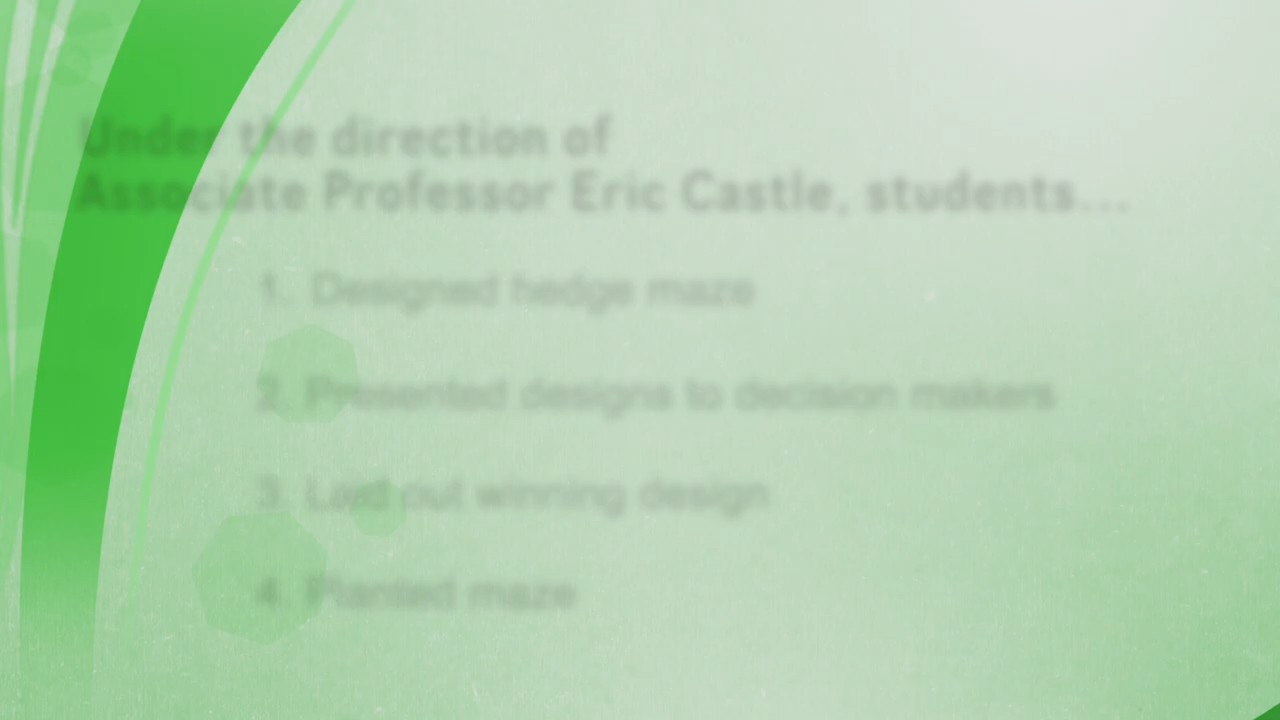 Under the direction of
Associate Professor Eric Castle, students...
1. Designed hedge maze
2. Presented designs to decision makers
3. Laid out winning design
4. Planted maze